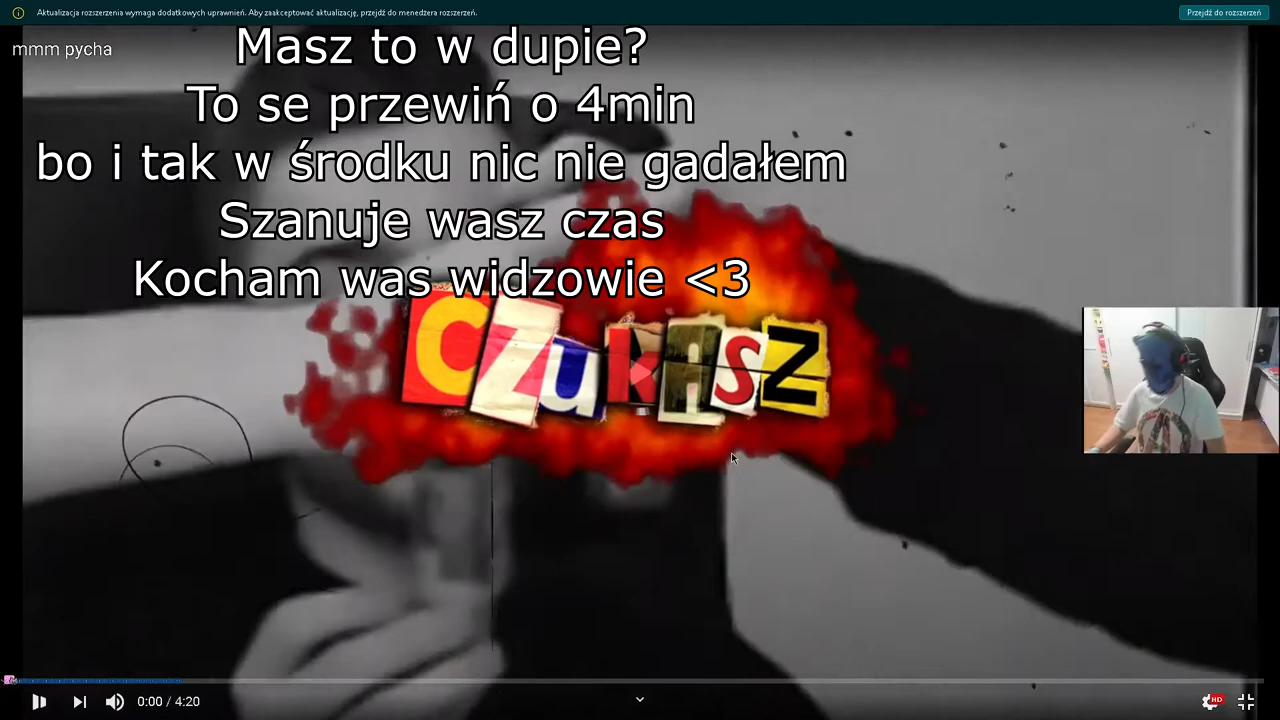 Aktualizacja rozszerzenia wymaga dodatkowych uprawnień. Aby zaakceptować aktualizację, przejdź do menedżera rozszerzeń.
Przejdź do rozszerzeń
mmm pycha
Masz to w dupie?
To se przewiń o 4min
bo i tak w środku nic nie gadałem
Szanuje wasz czas
Kocham was widzowie <3
CZuKASZ
0:00 / 4:20
HD